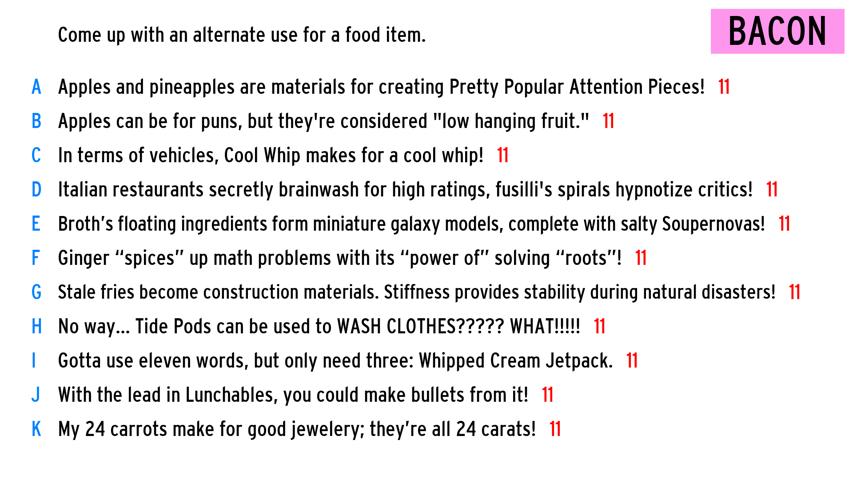 Come up with an alternate use for a food item.
BACON
A Apples and pineapples are materials for creating Pretty Popular Attention Pieces! 11
B Apples can be for puns, but they're considered "low hanging fruit." 11
C In terms of vehicles, Cool Whip makes for a cool whip! 11
D Italian restaurants secretly brainwash for high ratings, fusilli's spirals hypnotize critics! 11
E Broth’s floating ingredients form miniature galaxy models, complete with salty Soupernovas! 11
F Ginger “spices” up math problems with its “power of” solving “roots”! 11
G Stale fries become construction materials. Stiffness provides stability during natural disasters! 11
H No way... Tide Pods can be used to WASH CLOTHES????? WHAT!!!!! 11
I Gotta use eleven words, but only need three: Whipped Cream Jetpack. 11
J With the lead in Lunchables, you could make bullets from it! 11
K My 24 carrots make for good jewelery; they’re all 24 carats! 11